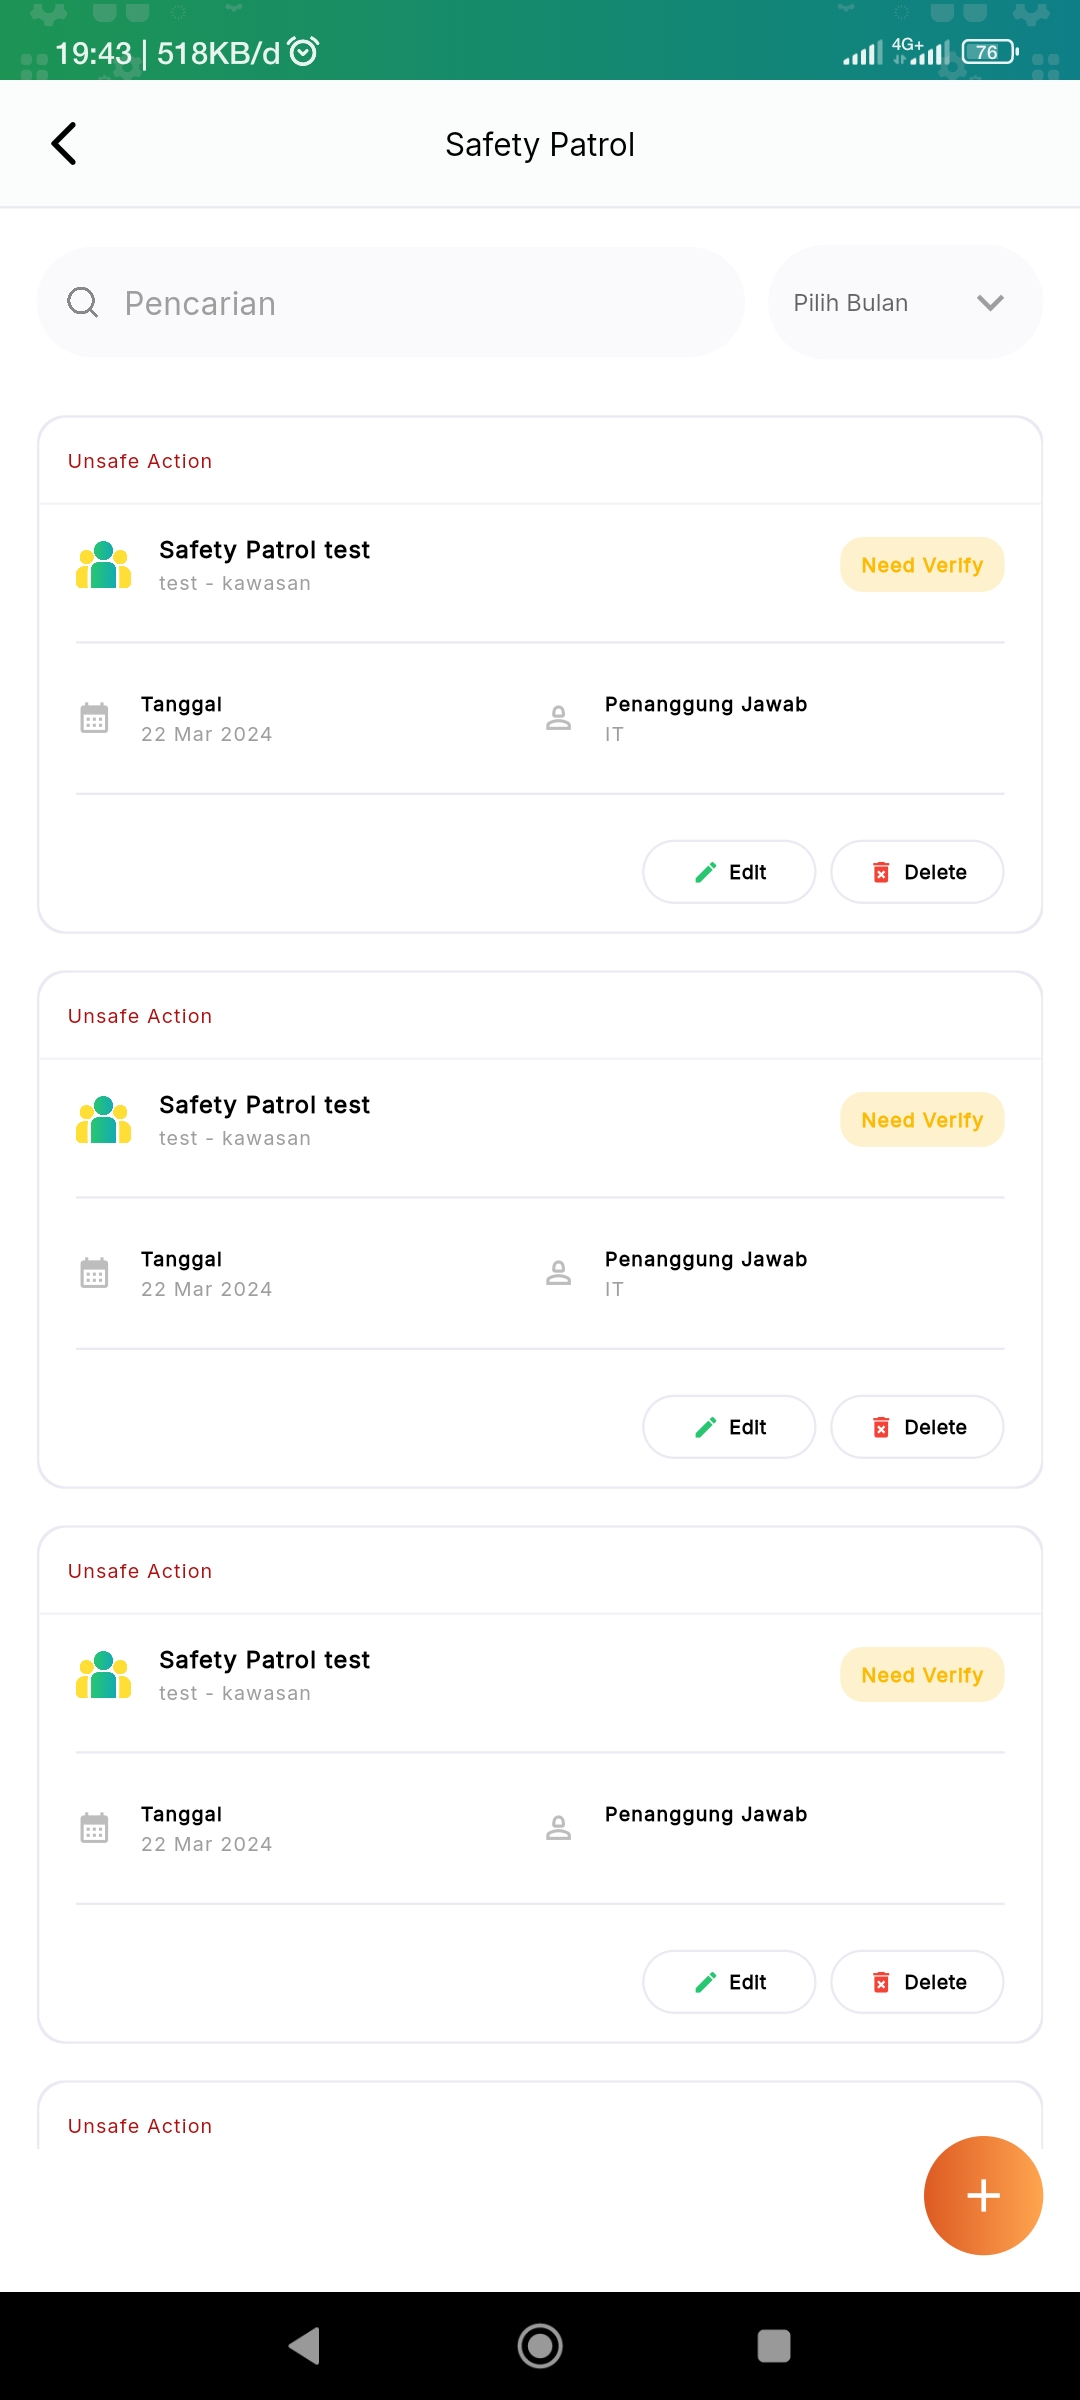 19:43 | 518KB/d 4G+ 76
Safety Patrol
Pencarian Pilih Bulan
Unsafe Action
Safety Patrol test
test - kawasan
Need Verify
Tanggal Penanggung Jawab
22 Mar 2024 IT
Edit Delete
Unsafe Action
Safety Patrol test
test - kawasan
Need Verify
Tanggal Penanggung Jawab
22 Mar 2024 IT
Edit Delete
Unsafe Action
Safety Patrol test
test - kawasan
Need Verify
Tanggal Penanggung Jawab
22 Mar 2024
Edit Delete
Unsafe Action